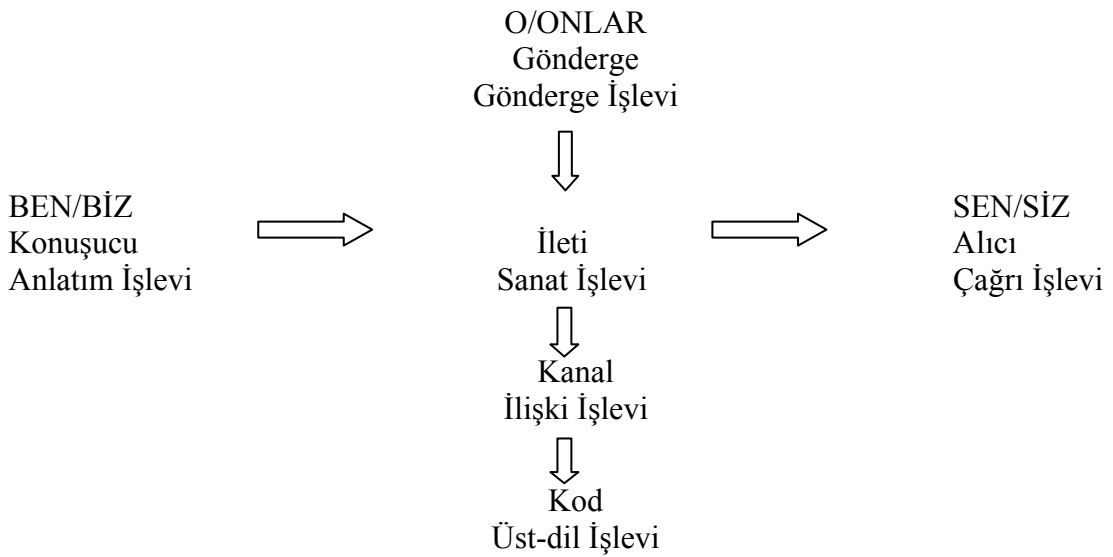 O/ONLAR
Gönderge
Gönderge İşlevi
BEN/BİZ
Konuşucu
Anlatım İşlevi
İleti
Sanat İşlevi
SEN/SİZ
Alıcı
Çağrı İşlevi
Kanal
İlişki İşlevi
Kod
Üst-dil İşlevi